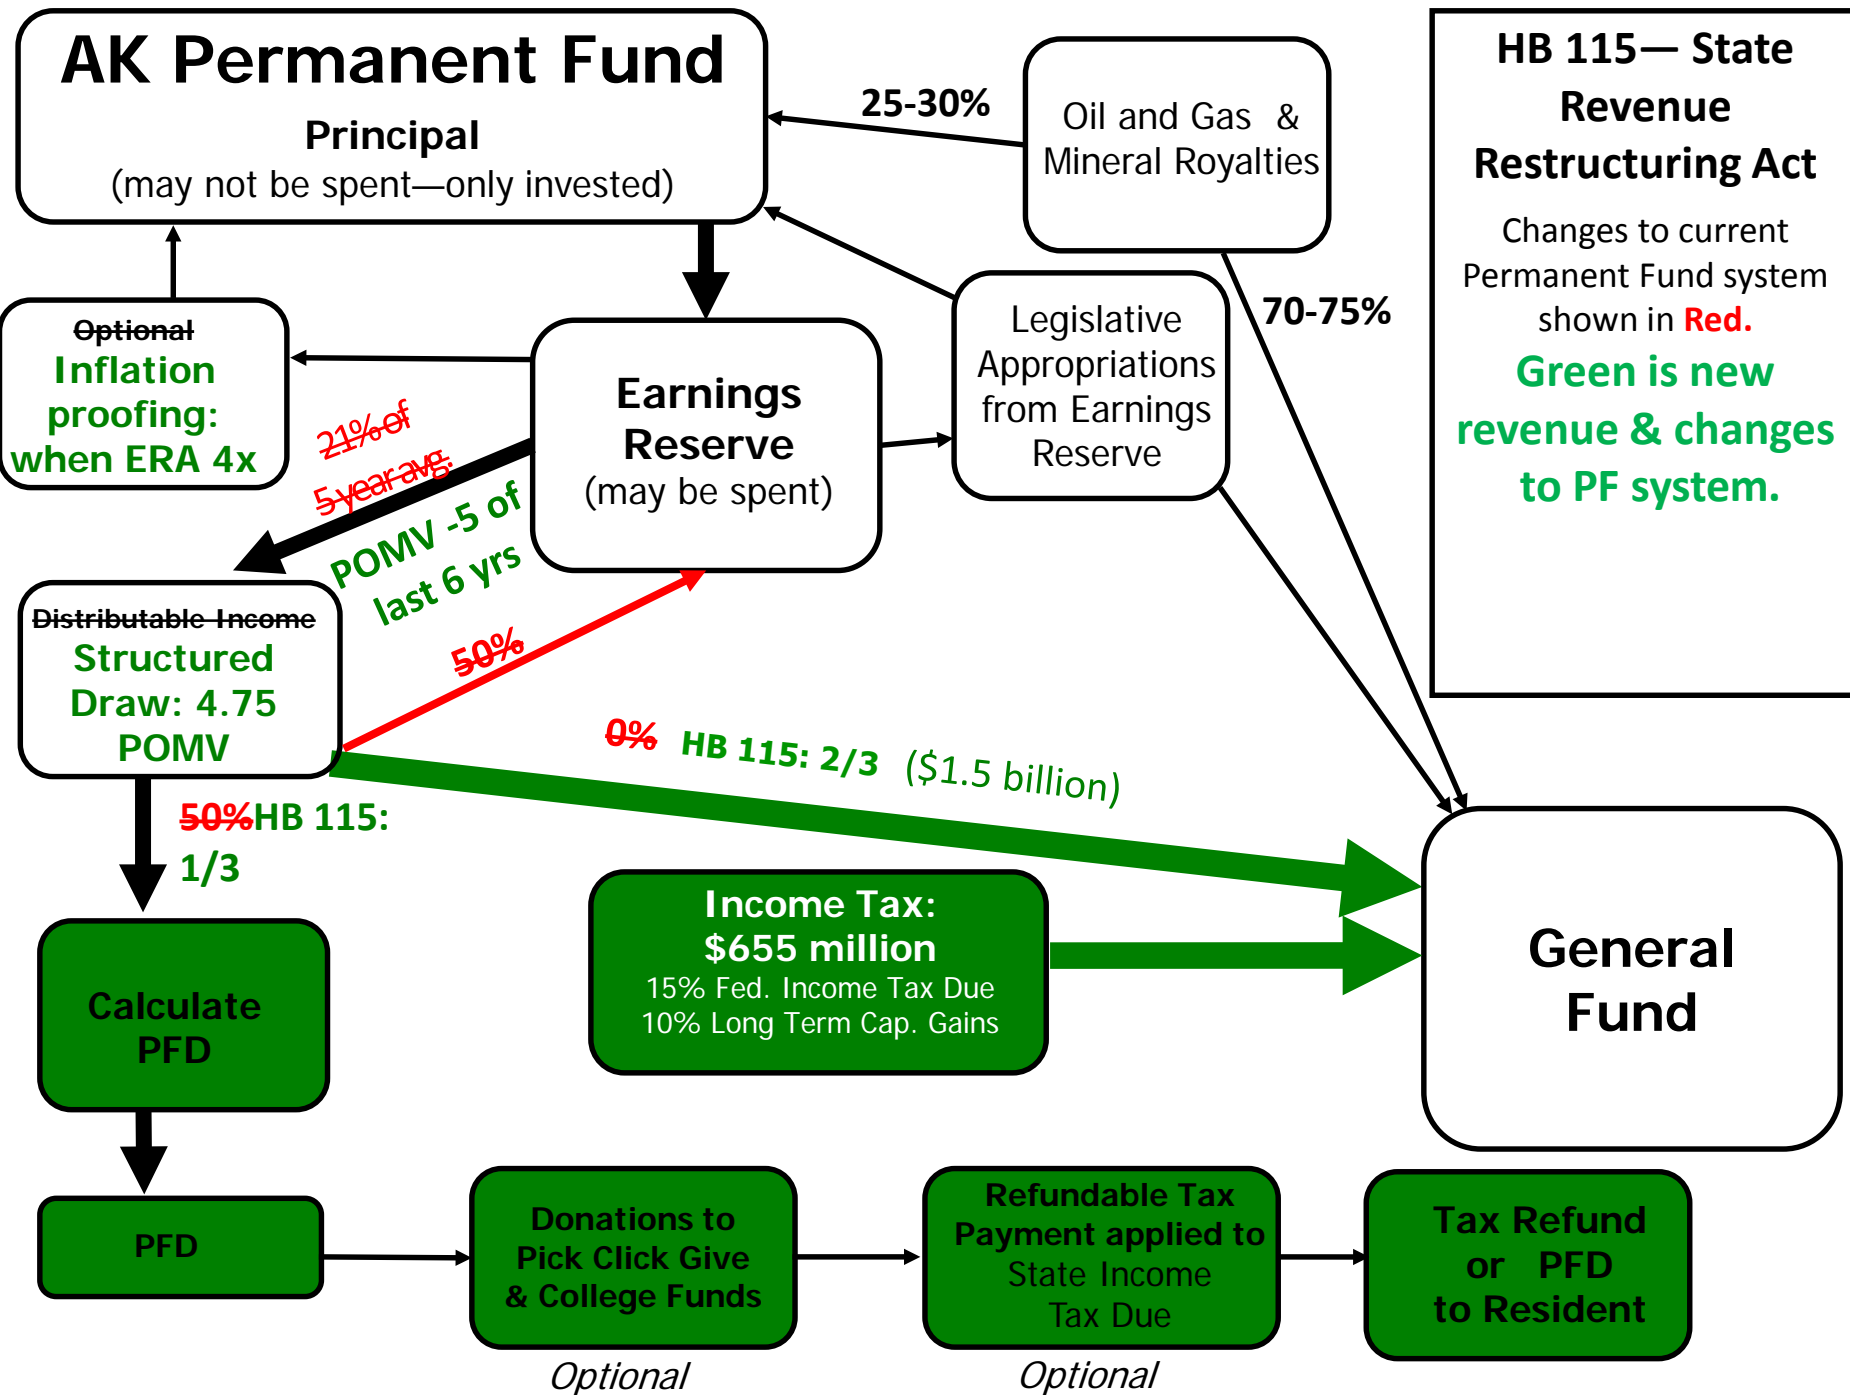 AK Permanent Fund
Principal
(may not be spent—only invested)
25-30%
Oil and Gas &
Mineral Royalties
HB 115— State
Revenue
Restructuring Act
Changes to current
Permanent Fund system
shown in Red.
Green is new
revenue & changes
to PF system.
70-75%
Optional
Inflation
proofing:
when ERA 4x
21% of
5 year avg.
POMV -5 of
last 6 yrs
Earnings
Reserve
(may be spent)
Legislative
Appropriations
from Earnings
Reserve
Distributable Income
Structured
Draw: 4.75
POMV
50%
0% HB 115: 2/3 ($1.5 billion)
50%HB 115:
1/3
Income Tax:
$655 million
15% Fed. Income Tax Due
10% Long Term Cap. Gains
General
Fund
Calculate
PFD
PFD
Donations to
Pick Click Give
& College Funds
Optional
Refundable Tax
Payment applied to
State Income
Tax Due
Optional
Tax Refund
or PFD
to Resident